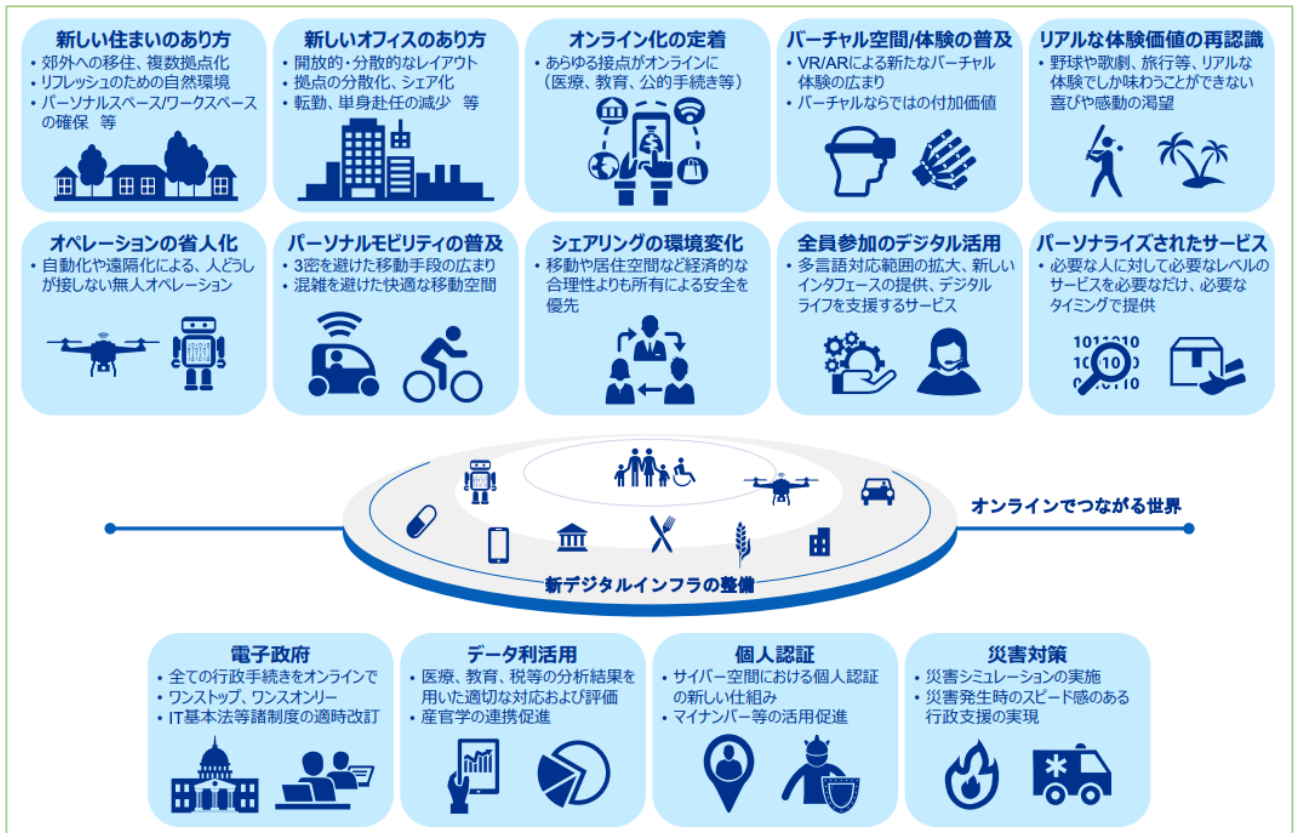 新しい住まいのあり方
• 郊外への移住、複数拠点化
• リフレッシュのための自然環境
• パーソナルスペース/ワークスペース
の確保 等
新しいオフィスのあり方
• 開放的・分散的なレイアウト
• 拠点の分散化、シェア化
• 転勤、単身赴任の減少 等
オンライン化の定着
• あらゆる接点がオンラインに
（医療、教育、公的手続き等）
バーチャル空間/体験の普及
• VR/ARによる新たなバーチャル
体験の広まり
• バーチャルならではの付加価値
リアルな体験価値の再認識
• 野球や歌劇、旅行等、リアルな
体験でしか味わうことができない
喜びや感動の渇望
オペレーションの省人化
• 自動化や遠隔化による、人どうし
が接しない無人オペレーション
パーソナルモビリティの普及
• 3密を避けた移動手段の広まり
• 混雑を避けた快適な移動空間
シェアリングの環境変化
• 移動や居住空間など経済的な
合理性よりも所有による安全を
優先
全員参加のデジタル活用
• 多言語対応範囲の拡大、新しい
インタフェースの提供、デジタル
ライフを支援するサービス
パーソナライズされたサービス
• 必要な人に対して必要なレベルの
サービスを必要なだけ、必要な
タイミングで提供
1011010
オンラインでつながる世界
新デジタルインフラの整備
電子政府
• 全ての行政手続きをオンラインで
• ワンストップ、ワンスオンリー
• IT基本法等諸制度の適時改訂
データ利活用
• 医療、教育、税等の分析結果を
用いた適切な対応および評価
• 産官学の連携促進
個人認証
• サイバー空間における個人認証
の新しい仕組み
• マイナンバー等の活用促進
災害対策
• 災害シミュレーションの実施
• 災害発生時のスピード感のある
行政支援の実現